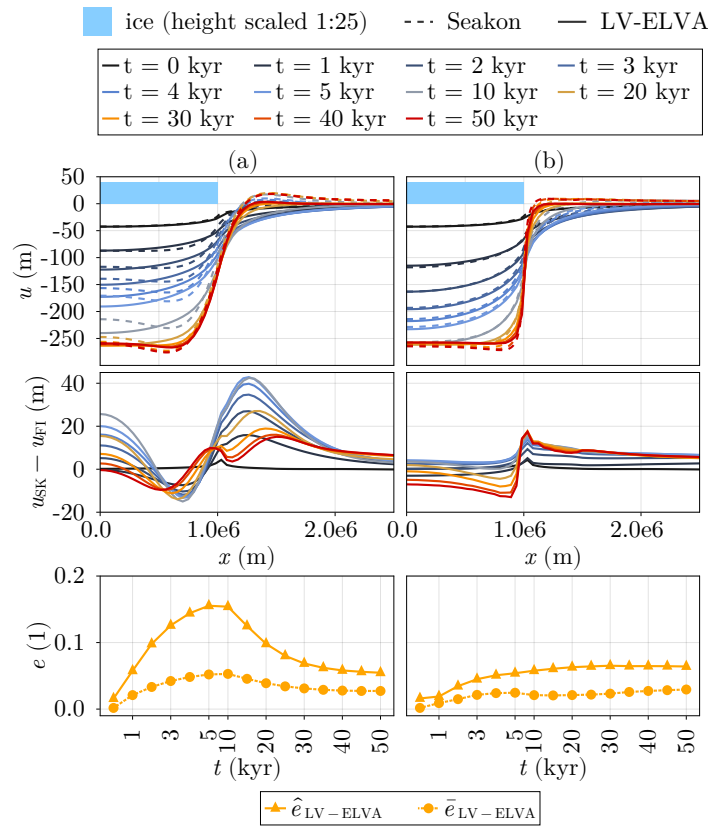 ice (height scaled 1:25) Seakon LV-ELVA
t = 0 kyr t = 1 kyr t = 2 kyr t = 3 kyr
t = 4 kyr t = 5 kyr t = 10 kyr t = 20 kyr
t = 30 kyr t = 40 kyr t = 50 kyr
(a) (b)
50
0
-50
-100
-150
-200
-250
u (m)
40
20
0
-20
u_SK − u_FI (m)
0.0 1.0e6 2.0e6 0.0 1.0e6 2.0e6
x (m) x (m)
0.2
0.1
0.0
e (1)
1 3 5 10 20 30 40 50 1 3 5 10 20 30 40 50
t (kyr) t (kyr)
ê LV−ELVA ē LV−ELVA